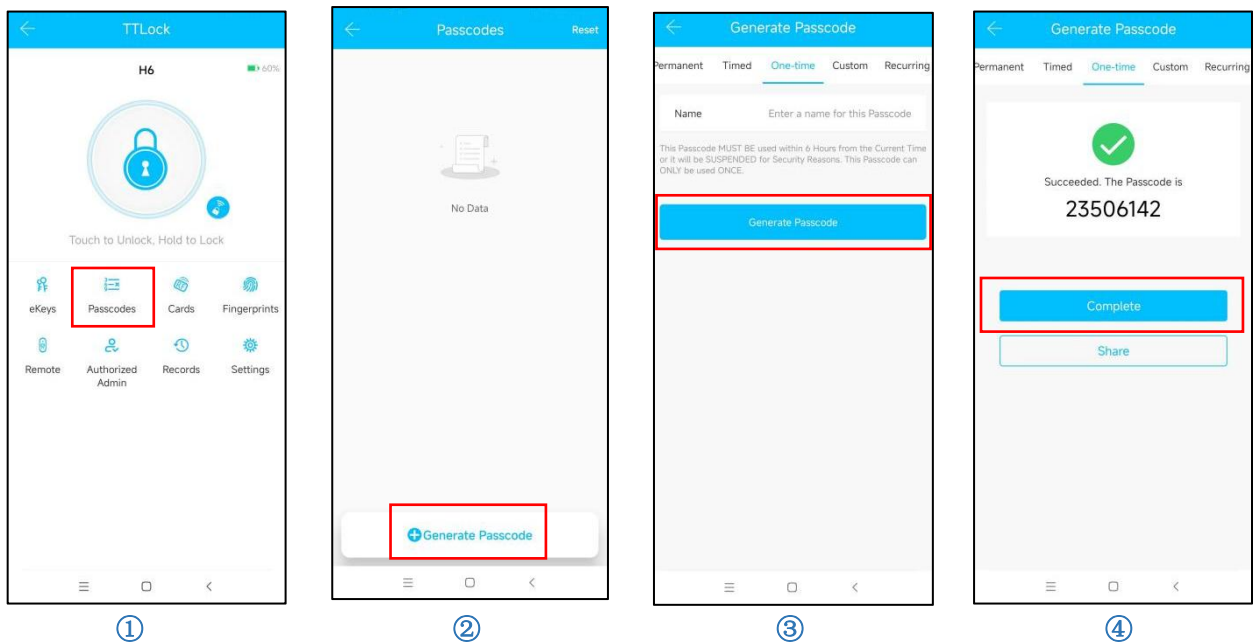 TTLock
H6
60%
Touch to Unlock, Hold to Lock
eKeys Passcodes Cards Fingerprints
Remote Authorized Admin Records Settings
①
Passcodes Reset
No Data
Generate Passcode
②
Generate Passcode
Permanent Timed One-time Custom Recurring
Name Enter a name for this Passcode
This Passcode MUST BE used within 6 Hours from the Current Time
or it will be SUSPENDED for Security Reasons. This Passcode can
ONLY be used ONCE.
Generate Passcode
③
Generate Passcode
Permanent Timed One-time Custom Recurring
Succeeded. The Passcode is
23506142
Complete
Share
④